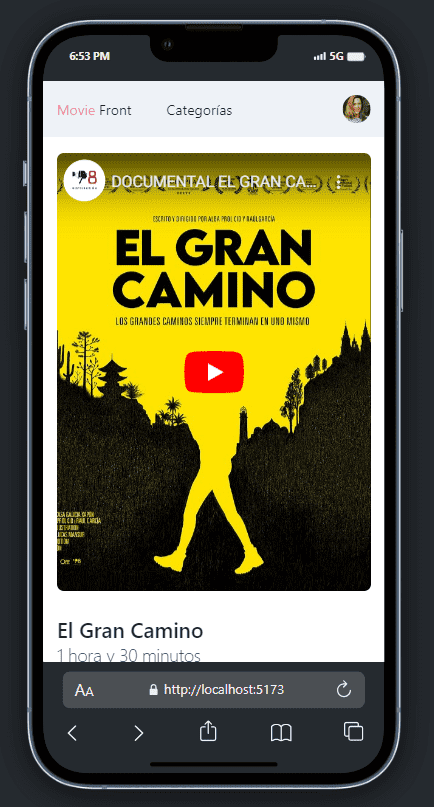 6:53 PM
5G
Movie Front
Categorías
DOCUMENTAL EL GRAN CA...
ESCRITO Y DIRIGIDO POR ALBA PROL CID Y RAÚL GARCÍA
EL GRAN
CAMINO
LOS GRANDES CAMINOS SIEMPRE TERMINAN EN UNO MISMO
El Gran Camino
1 hora y 30 minutos
AA
http://localhost:5173